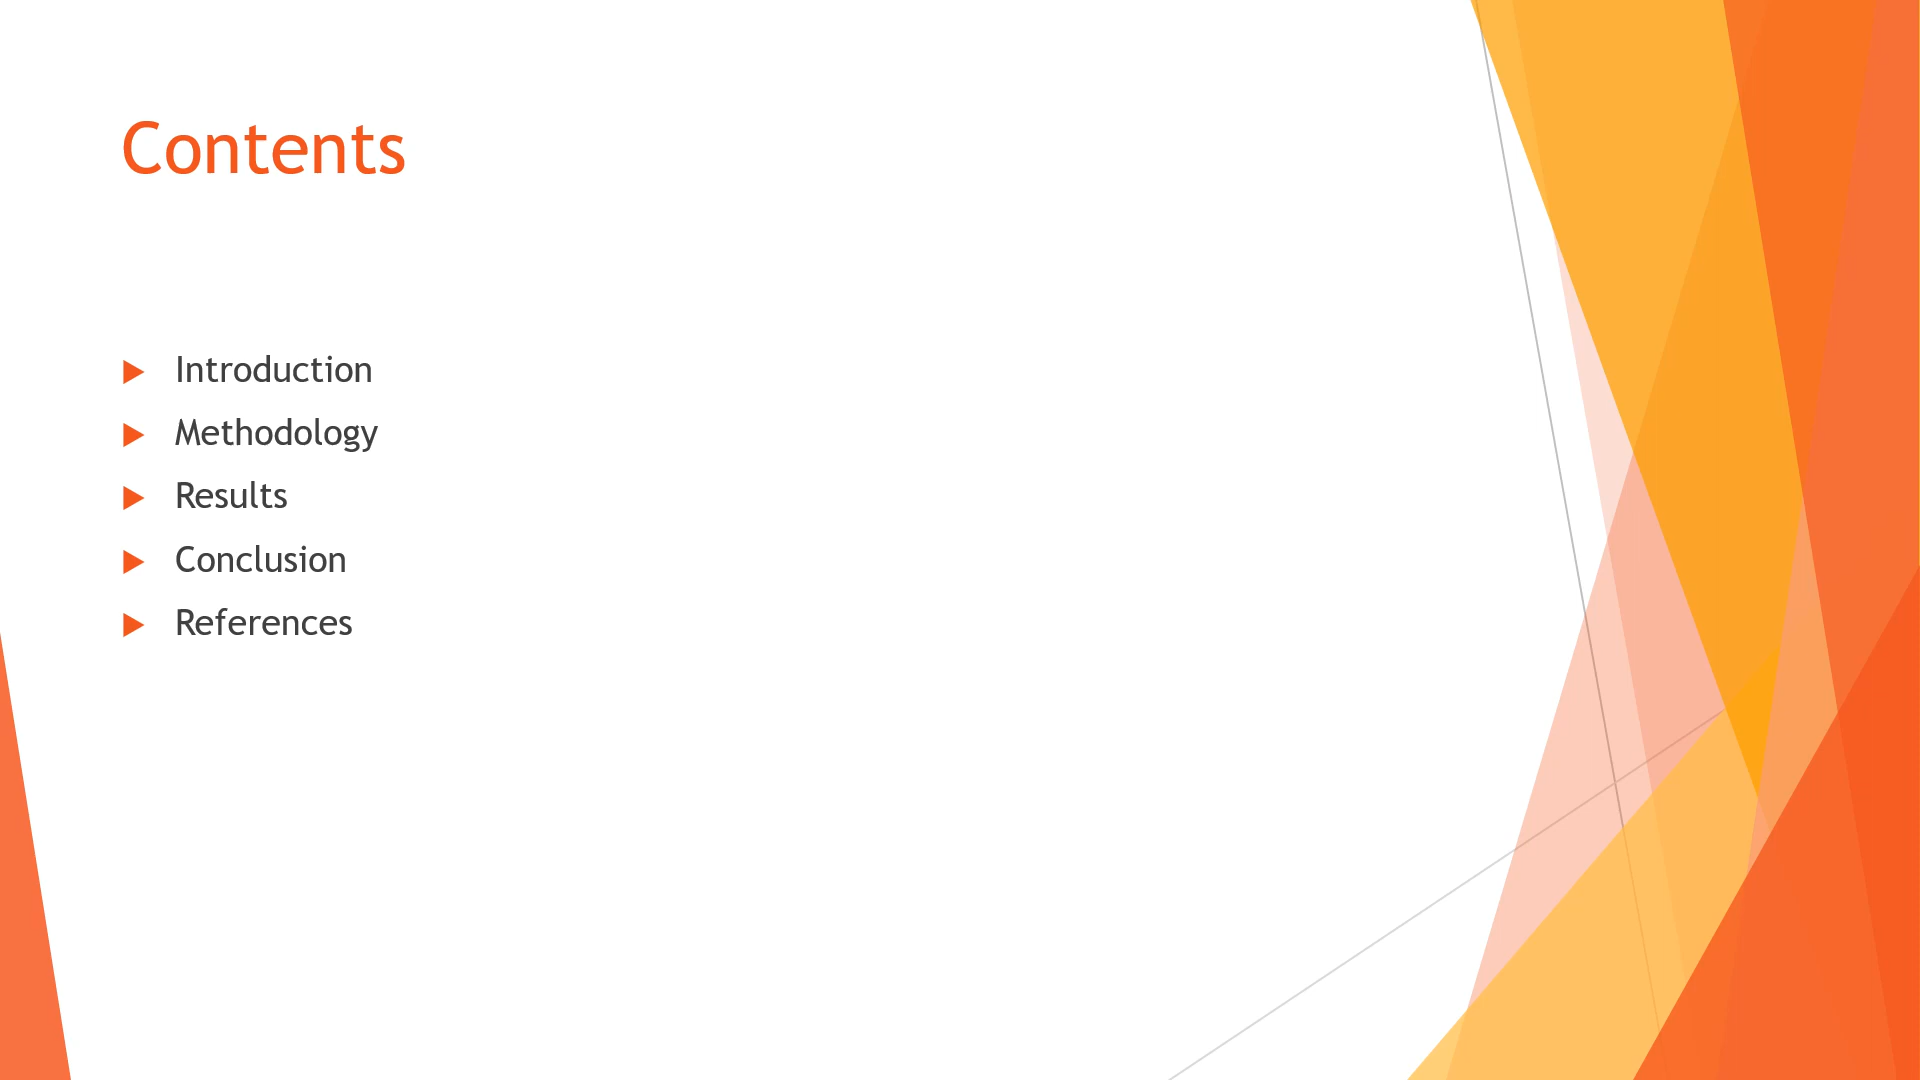 Contents
Introduction
Methodology
Results
Conclusion
References